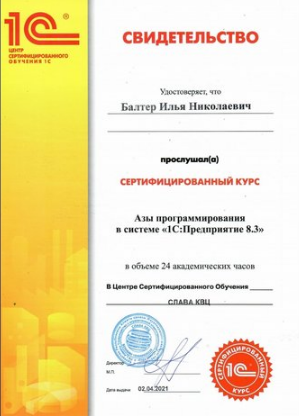 1С®
ЦЕНТР
СЕРТИФИЦИРОВАННОГО
ОБУЧЕНИЯ 1С
СВИДЕТЕЛЬСТВО
Удостоверяет, что
Балтер Илья Николаевич
прослушал(а)
СЕРТИФИЦИРОВАННЫЙ КУРС
Азы программирования
в системе «1С:Предприятие 8.3»
в объеме 24 академических часов
В Центре Сертифицированного Обучения
СЛАВА КВЦ
Директор
М.П.
Дата выдачи 02.04.2021
СЕРТИФИЦИРОВАННЫЙ
1С
КУРС